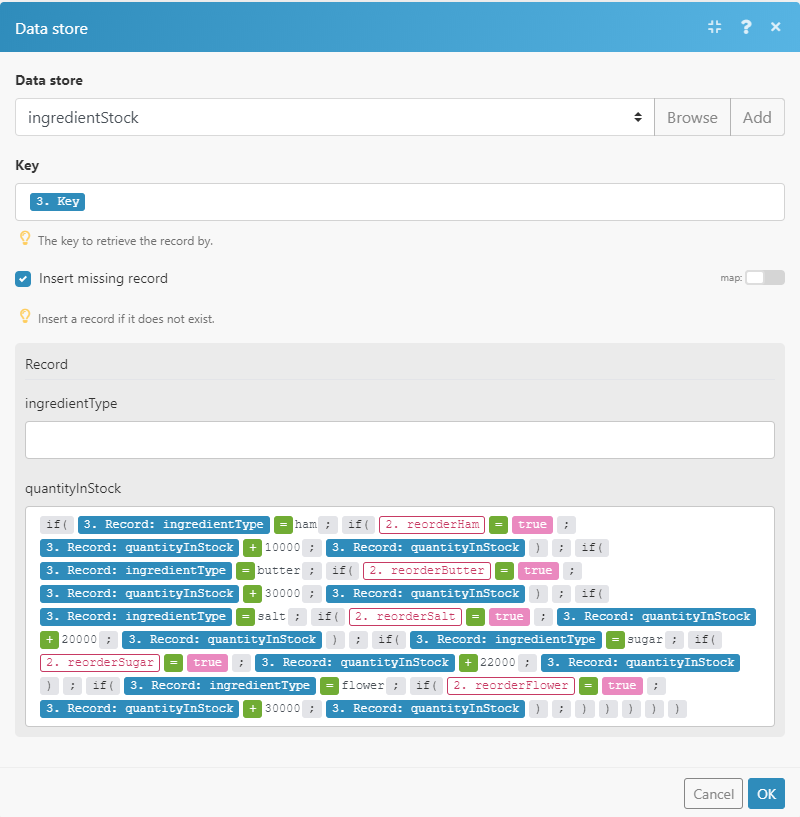 Data store
?
Data store
ingredientStock
Browse
Add
Key
3. Key
The key to retrieve the record by.
Insert missing record
map:
Insert a record if it does not exist.
Record
ingredientType
quantityInStock
if( 3. Record: ingredientType = ham ; if( 2. reorderHam = true ;
3. Record: quantityInStock + 10000 ; 3. Record: quantityInStock ) ; if(
3. Record: ingredientType = butter ; if( 2. reorderButter = true ;
3. Record: quantityInStock + 30000 ; 3. Record: quantityInStock ) ; if(
3. Record: ingredientType = salt ; if( 2. reorderSalt = true ; 3. Record: quantityInStock
+ 20000 ; 3. Record: quantityInStock ) ; if( 3. Record: ingredientType = sugar ; if(
2. reorderSugar = true ; 3. Record: quantityInStock + 22000 ; 3. Record: quantityInStock
) ; if( 3. Record: ingredientType = flower ; if( 2. reorderFlower = true ;
3. Record: quantityInStock + 30000 ; 3. Record: quantityInStock ) ; ) ) ) ) )
Cancel
OK